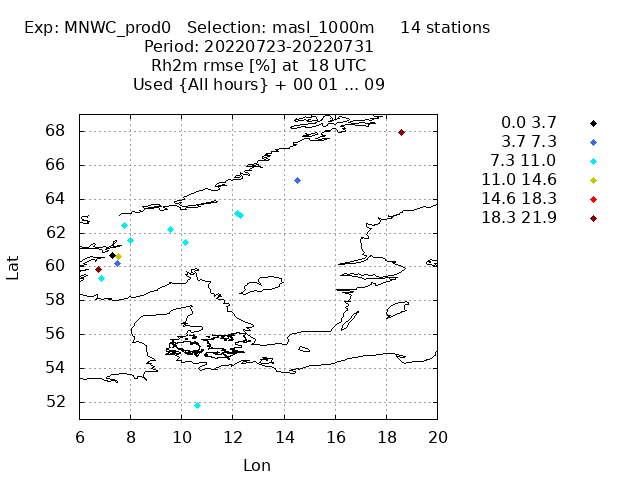 Exp: MNWC_prod0   Selection: masl_1000m     14 stations
Period: 20220723-20220731
Rh2m rmse [%] at  18 UTC
Used {All hours} + 00 01 ... 09
0.0 3.7
3.7 7.3
7.3 11.0
11.0 14.6
14.6 18.3
18.3 21.9
68
66
64
62
60
58
56
54
52
Lat
6 8 10 12 14 16 18 20
Lon